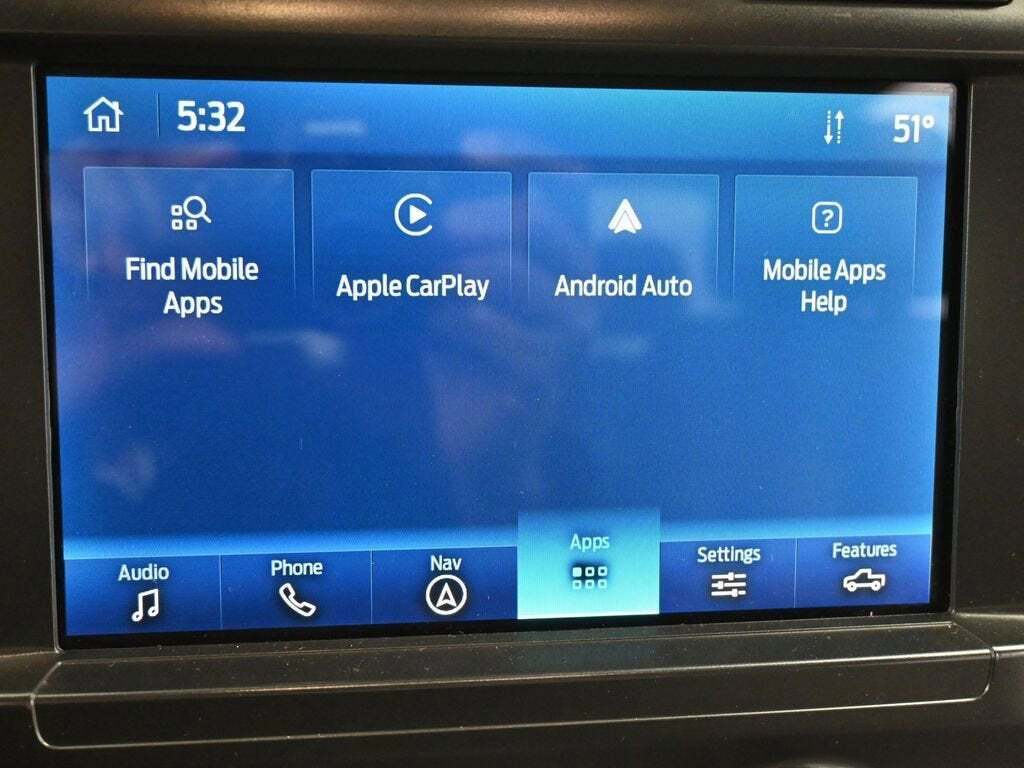 5:32
51°
Find Mobile
Apps
Apple CarPlay
Android Auto
Mobile Apps
Help
Audio
Phone
Nav
Apps
Settings
Features